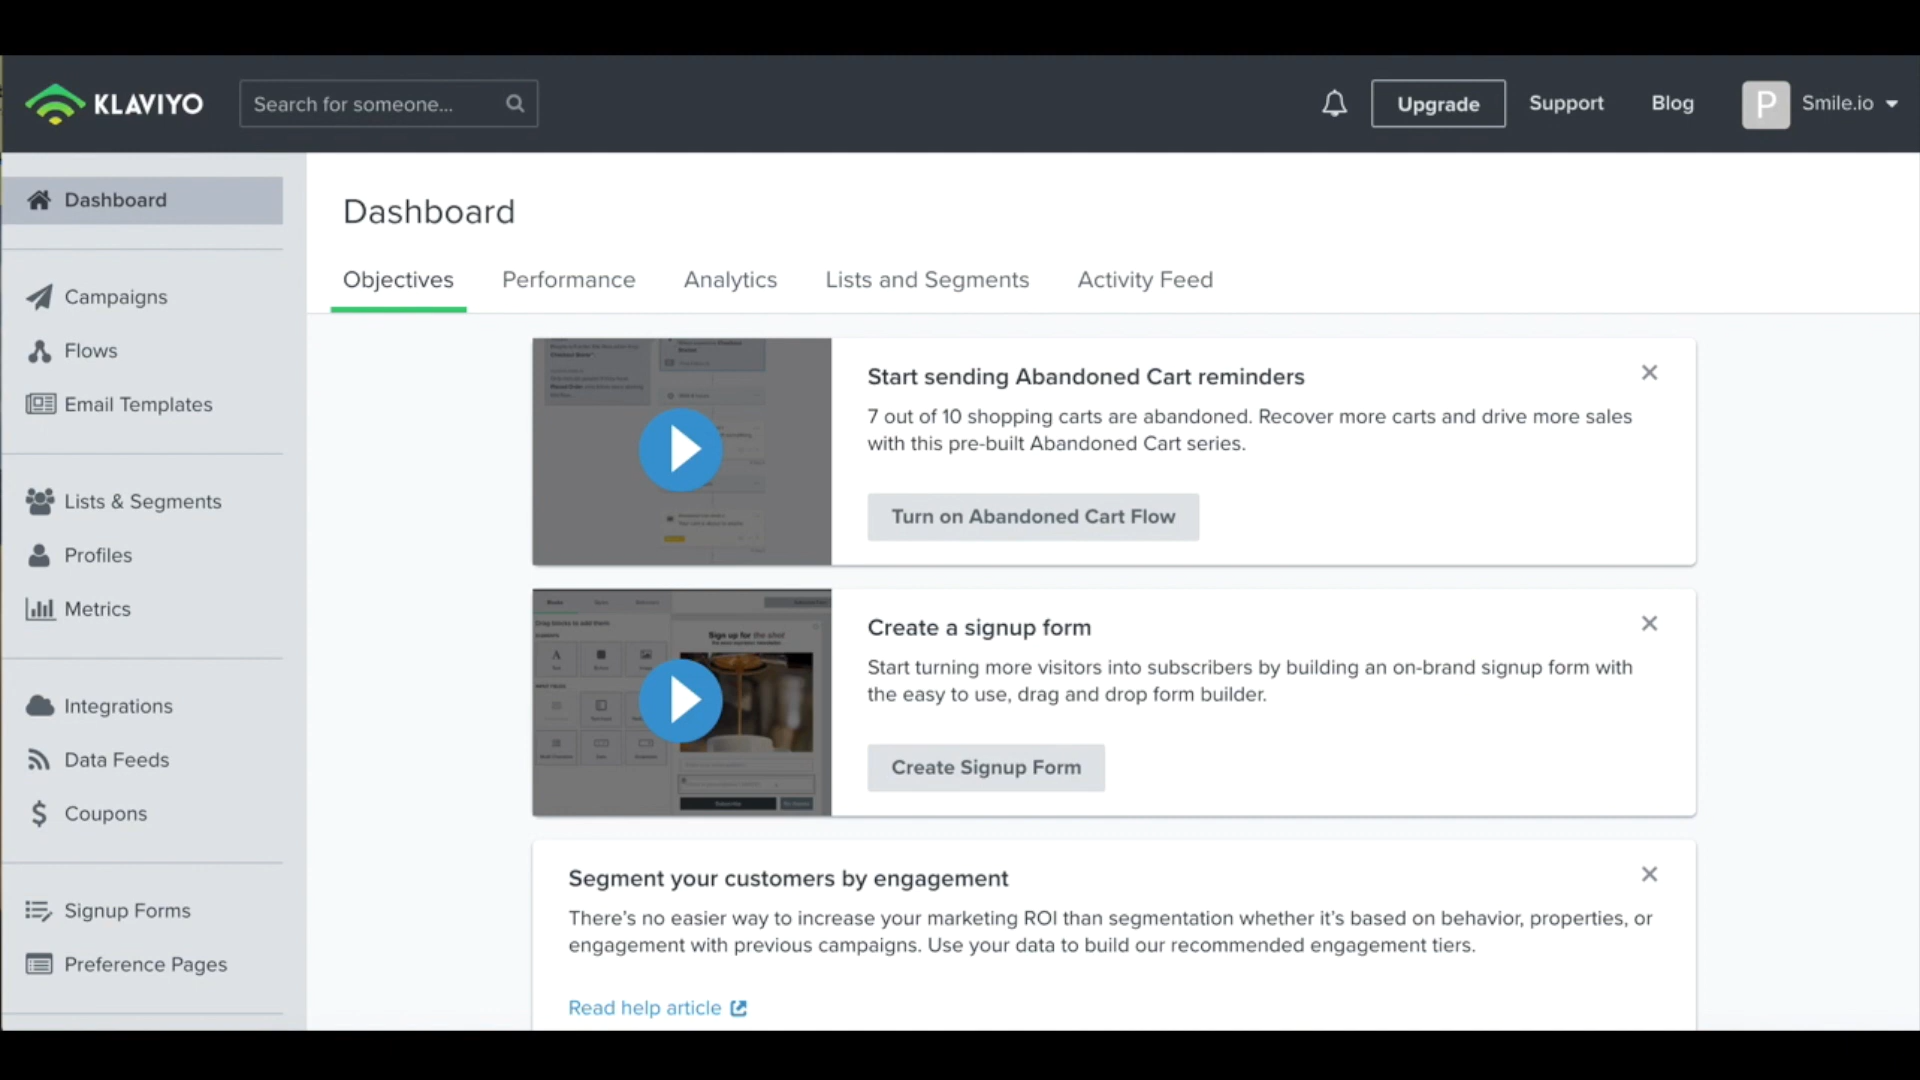 KLAVIYO
Search for someone...
Upgrade
Support
Blog
P
Smile.io
Dashboard
Campaigns
Flows
Email Templates
Lists & Segments
Profiles
Metrics
Integrations
Data Feeds
Coupons
Signup Forms
Preference Pages
Dashboard
Objectives
Performance
Analytics
Lists and Segments
Activity Feed
Start sending Abandoned Cart reminders
7 out of 10 shopping carts are abandoned. Recover more carts and drive more sales
with this pre-built Abandoned Cart series.
Turn on Abandoned Cart Flow
Sign up for the shot
Create a signup form
Start turning more visitors into subscribers by building an on-brand signup form with
the easy to use, drag and drop form builder.
Create Signup Form
Segment your customers by engagement
There's no easier way to increase your marketing ROI than segmentation whether it's based on behavior, properties, or
engagement with previous campaigns. Use your data to build our recommended engagement tiers.
Read help article